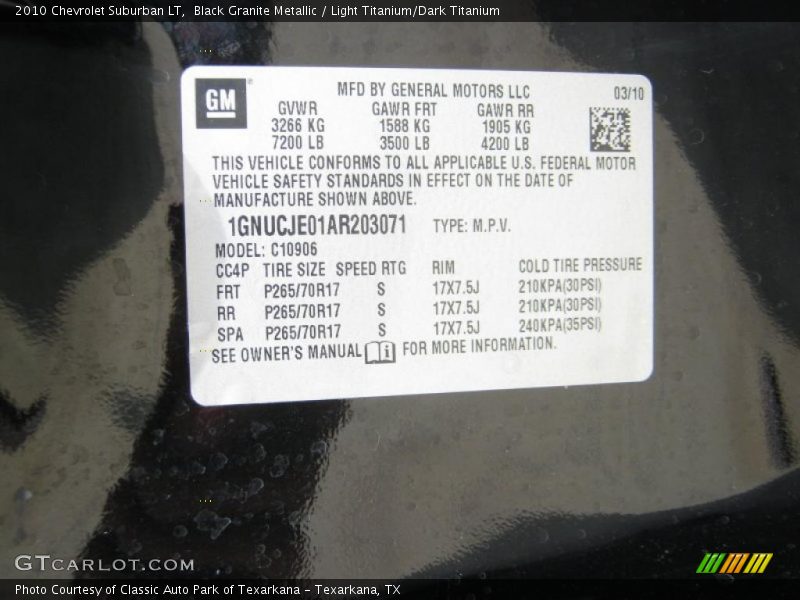 2010 Chevrolet Suburban LT, Black Granite Metallic / Light Titanium/Dark Titanium
GM
MFD BY GENERAL MOTORS LLC 03/10
GVWR GAWR FRT GAWR RR
3266 KG 1588 KG 1905 KG
7200 LB 3500 LB 4200 LB
THIS VEHICLE CONFORMS TO ALL APPLICABLE U.S. FEDERAL MOTOR
VEHICLE SAFETY STANDARDS IN EFFECT ON THE DATE OF
MANUFACTURE SHOWN ABOVE.
1GNUCJE01AR203071 TYPE: M.P.V.
MODEL: C10906
CC4P TIRE SIZE SPEED RTG RIM COLD TIRE PRESSURE
FRT P265/70R17 S 17X7.5J 210KPA(30PSI)
RR P265/70R17 S 17X7.5J 210KPA(30PSI)
SPA P265/70R17 S 17X7.5J 240KPA(35PSI)
SEE OWNER'S MANUAL i FOR MORE INFORMATION.
GTCARLOT.COM
Photo Courtesy of Classic Auto Park of Texarkana - Texarkana, TX